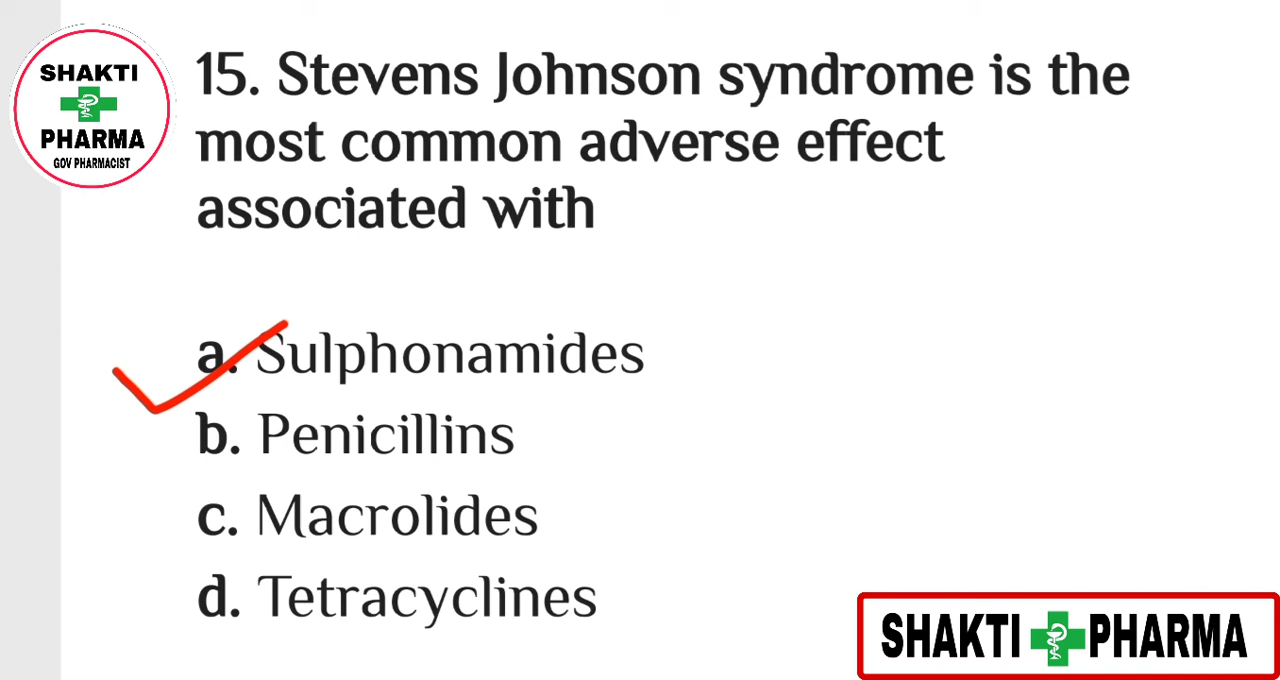 SHAKTI
PHARMA
GOV PHARMACIST
15. Stevens Johnson syndrome is the
most common adverse effect
associated with
a. Sulphonamides
b. Penicillins
c. Macrolides
d. Tetracyclines
SHAKTI PHARMA